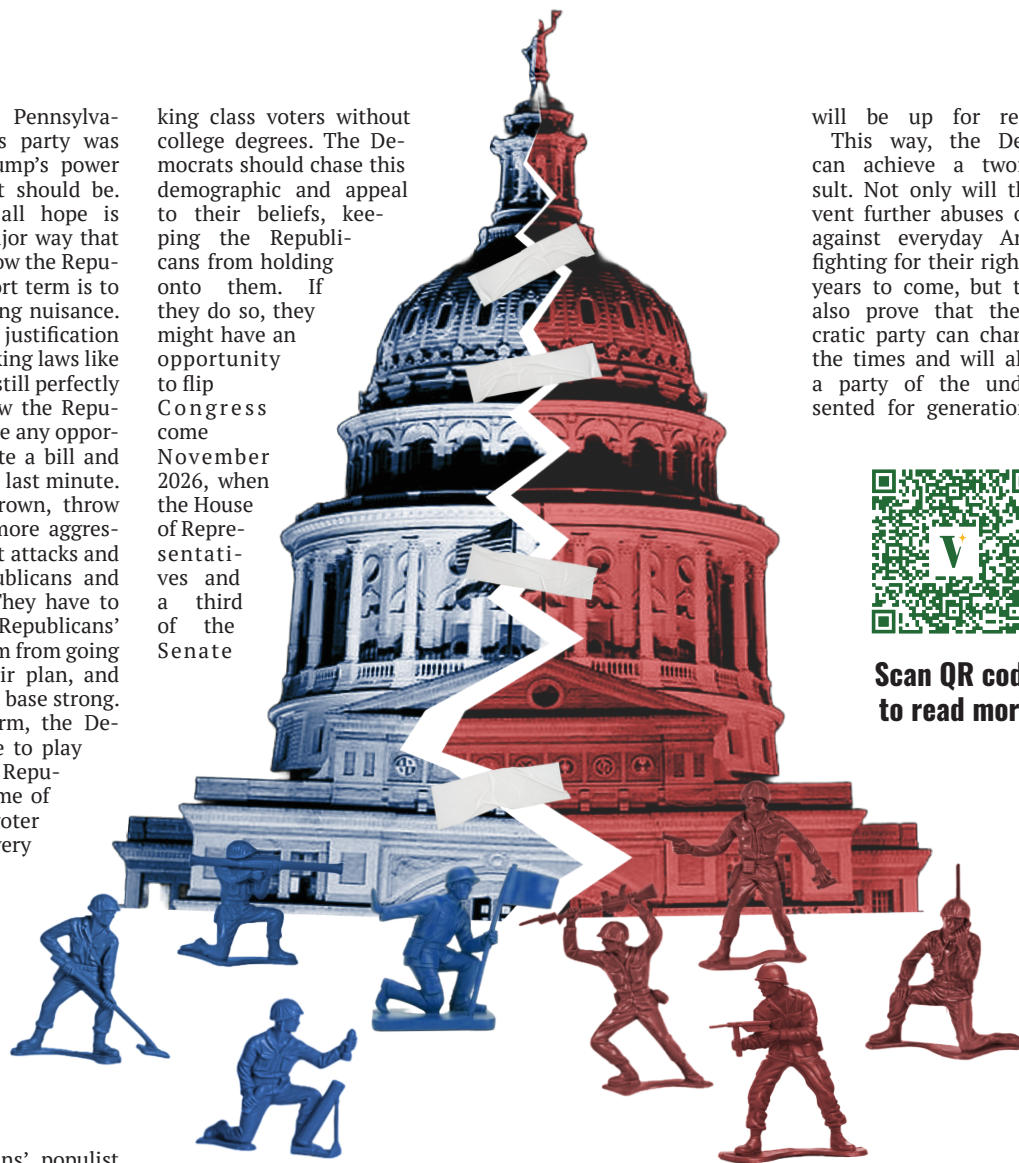 Pennsylva-
s party was
ump's power
t should be.
all hope is
jor way that
ow the Repu-
ort term is to
ng nuisance.
justification
king laws like
still perfectly
w the Repu-
e any oppor-
te a bill and
last minute.
rown, throw
more aggres-
t attacks and
ublicans and
They have to
Republicans'
m from going
ir plan, and
base strong.
rm, the De-
e to play
Repu-
me of
oter
very
ns' populist
king class voters without
college degrees. The De-
mocrats should chase this
demographic and appeal
to their beliefs, kee-
ping the Republi-
cans from holding
onto them. If
they do so, they
might have an
opportunity
to flip
Congress
come
November
2026, when
the House
of Repre-
sentati-
ves and
a third
of the
Senate
will be up for re
This way, the De
can achieve a two
sult. Not only will th
vent further abuses o
against everyday Am
fighting for their righ
years to come, but t
also prove that the
cratic party can chan
the times and will al
a party of the und
sented for generation
V
Scan QR cod
to read mor